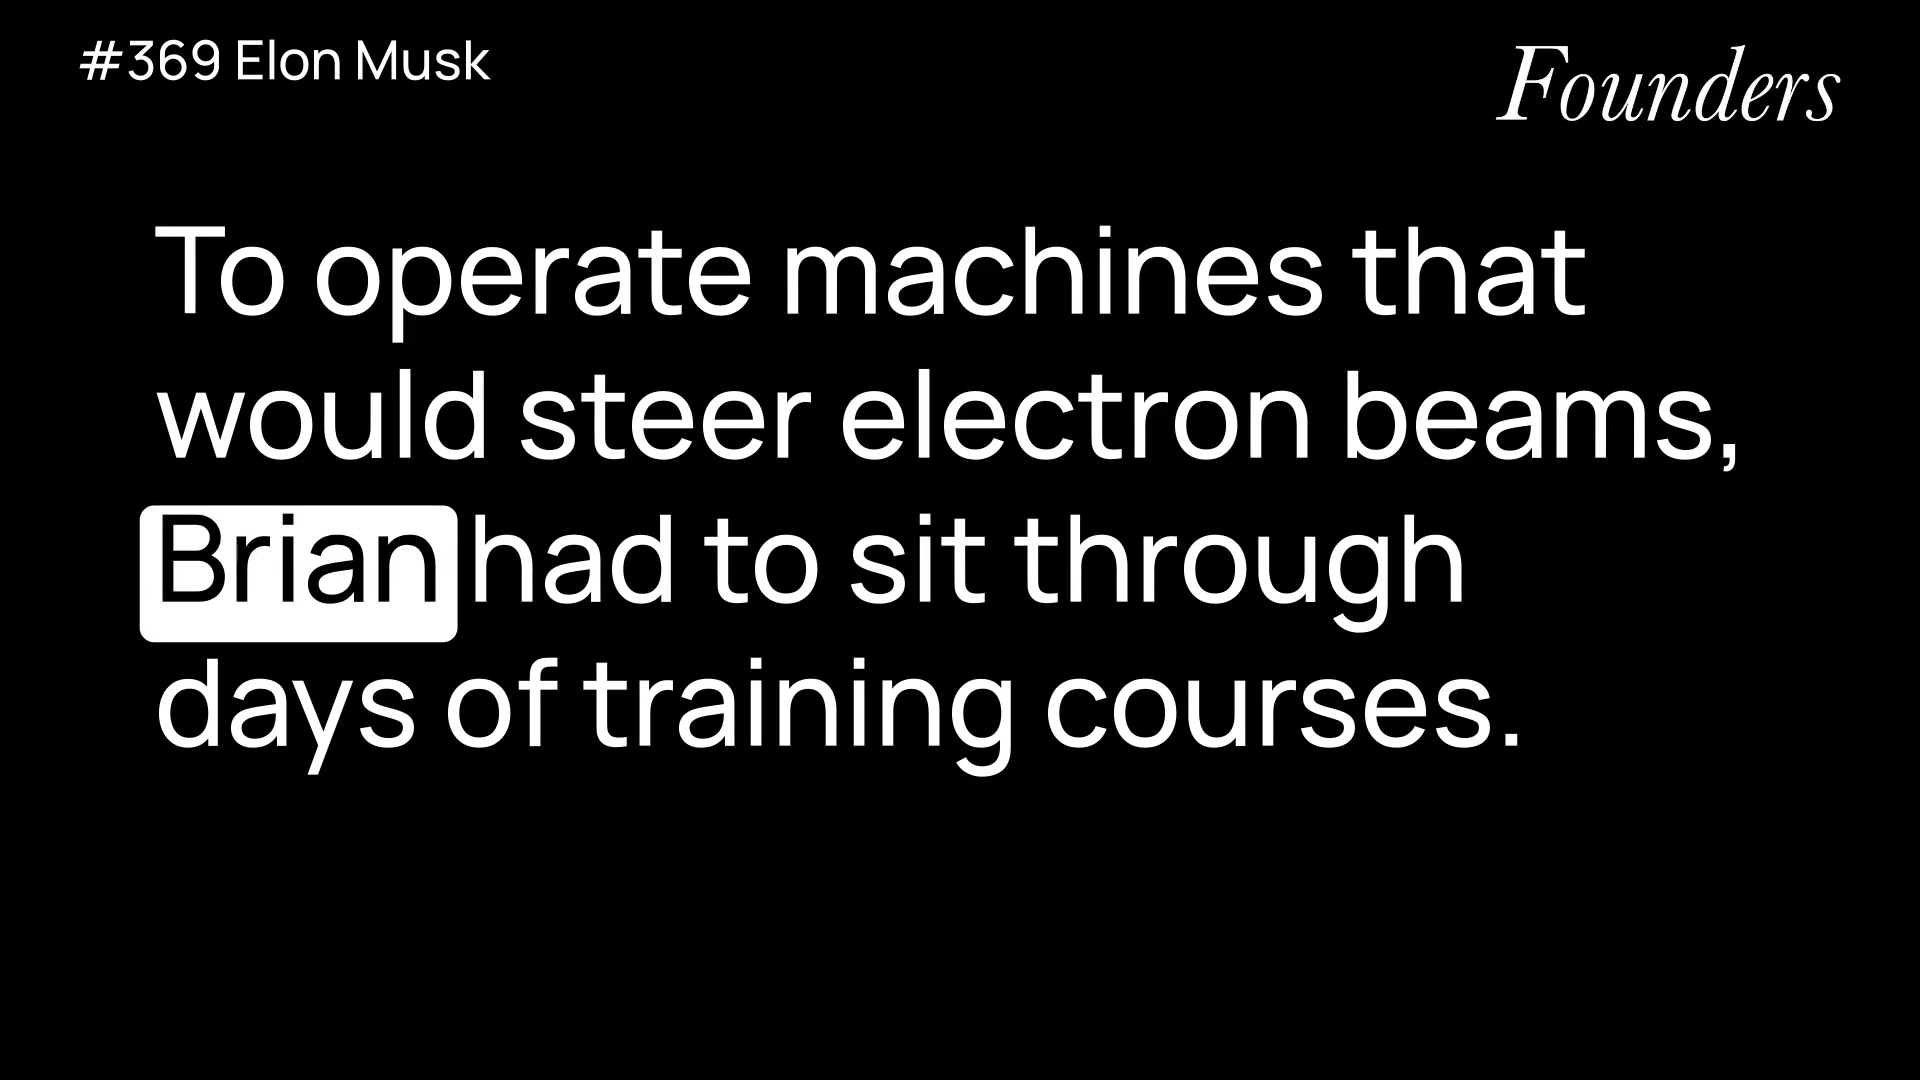 #369 Elon Musk
Founders
To operate machines that
would steer electron beams,
Brian had to sit through
days of training courses.